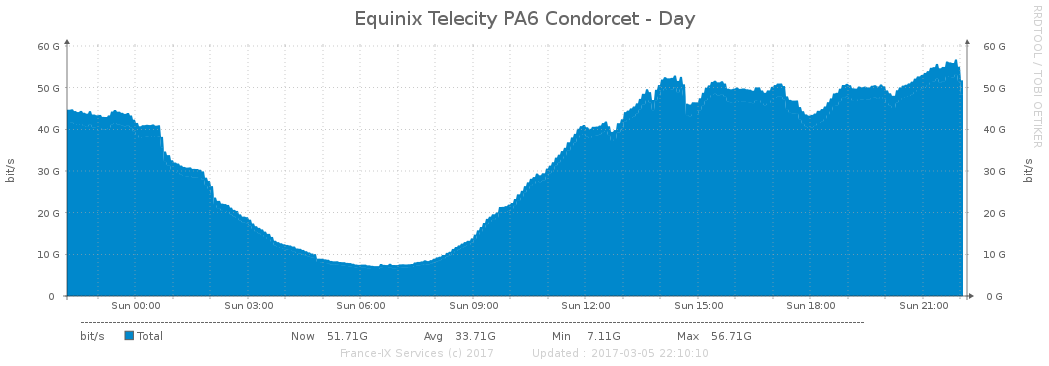 Equinix Telecity PA6 Condorcet - Day
RRDTOOL / TOBI OETIKER
60 G 60 G
50 G 50 G
40 G 40 G
30 G 30 G
20 G 20 G
10 G 10 G
0 0 G
bit/s bit/s
Sun 00:00 Sun 03:00 Sun 06:00 Sun 09:00 Sun 12:00 Sun 15:00 Sun 18:00 Sun 21:00
bit/s Total Now 51.71G Avg 33.71G Min 7.11G Max 56.71G
France-IX Services (c) 2017 Updated : 2017-03-05 22:10:10